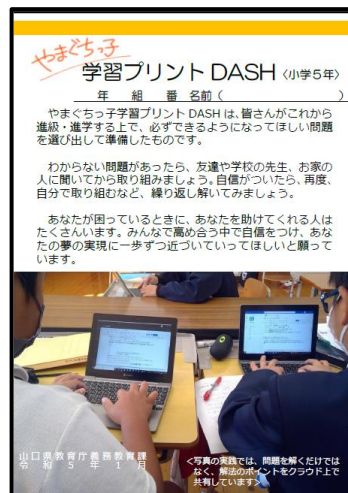 やまぐちっ子
学習プリント DASH〈小学５年〉
年　組　番 名前（　　　　　）
やまぐちっ子学習プリント DASH は、皆さんがこれから
進級・進学する上で、必ずできるようになってほしい問題
を選び出して準備したものです。
わからない問題があったら、友達や学校の先生、お家の
人に聞いてから取り組みましょう。自信がついたら、再度、
自分で取り組むなど、繰り返し解いてみましょう。
あなたが困っているときに、あなたを助けてくれる人は
たくさんいます。みんなで高め合う中で自信をつけ、あな
たの夢の実現に一歩ずつ近づいていってほしいと願って
います。
山口県教育庁義務教育課
令和５年１月
<写真の実践では、問題を解くだけでは
なく、解法のポイントをクラウド上で
共有しています>